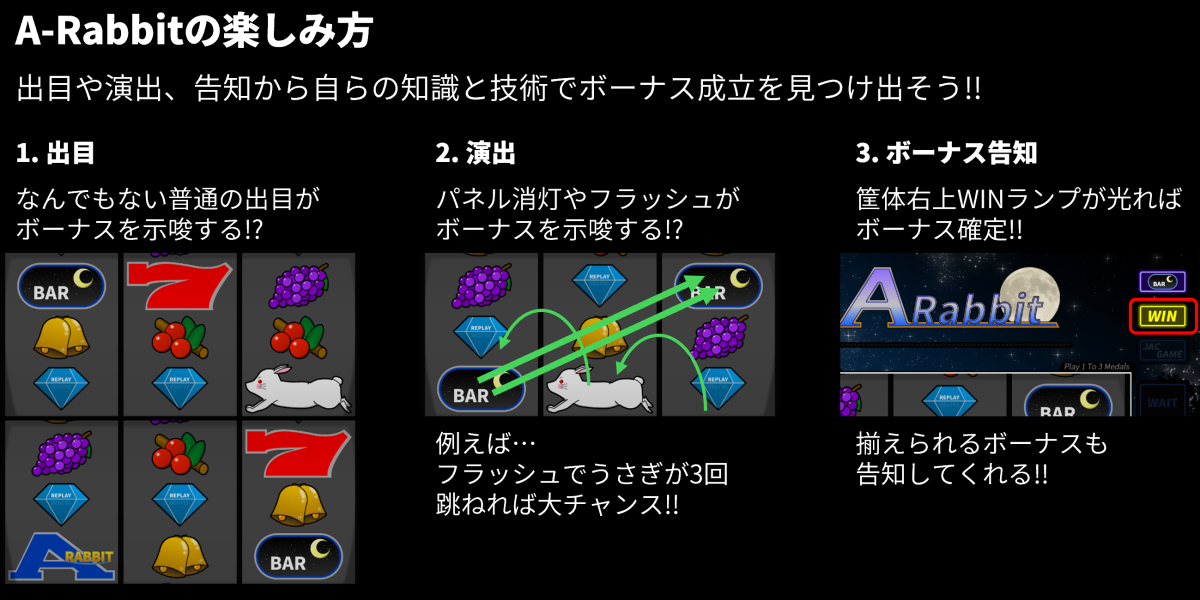 A-Rabbitの楽しみ方
出目や演出、告知から自らの知識と技術でボーナス成立を見つけ出そう!!
1. 出目
なんでもない普通の出目が
ボーナスを示唆する!?
BAR
REPLAY
REPLAY
REPLAY
REPLAY
A RABBIT
BAR
2. 演出
パネル消灯やフラッシュが
ボーナスを示唆する!?
REPLAY
BAR
REPLAY
BAR
REPLAY
例えば…
フラッシュでうさぎが3回
跳ねれば大チャンス!!
3. ボーナス告知
筐体右上WINランプが光れば
ボーナス確定!!
A Rabbit
BAR
WIN
JAC
GAME
Play 1 To 3 Medals
REPLAY
BAR
WAIT
揃えられるボーナスも
告知してくれる!!